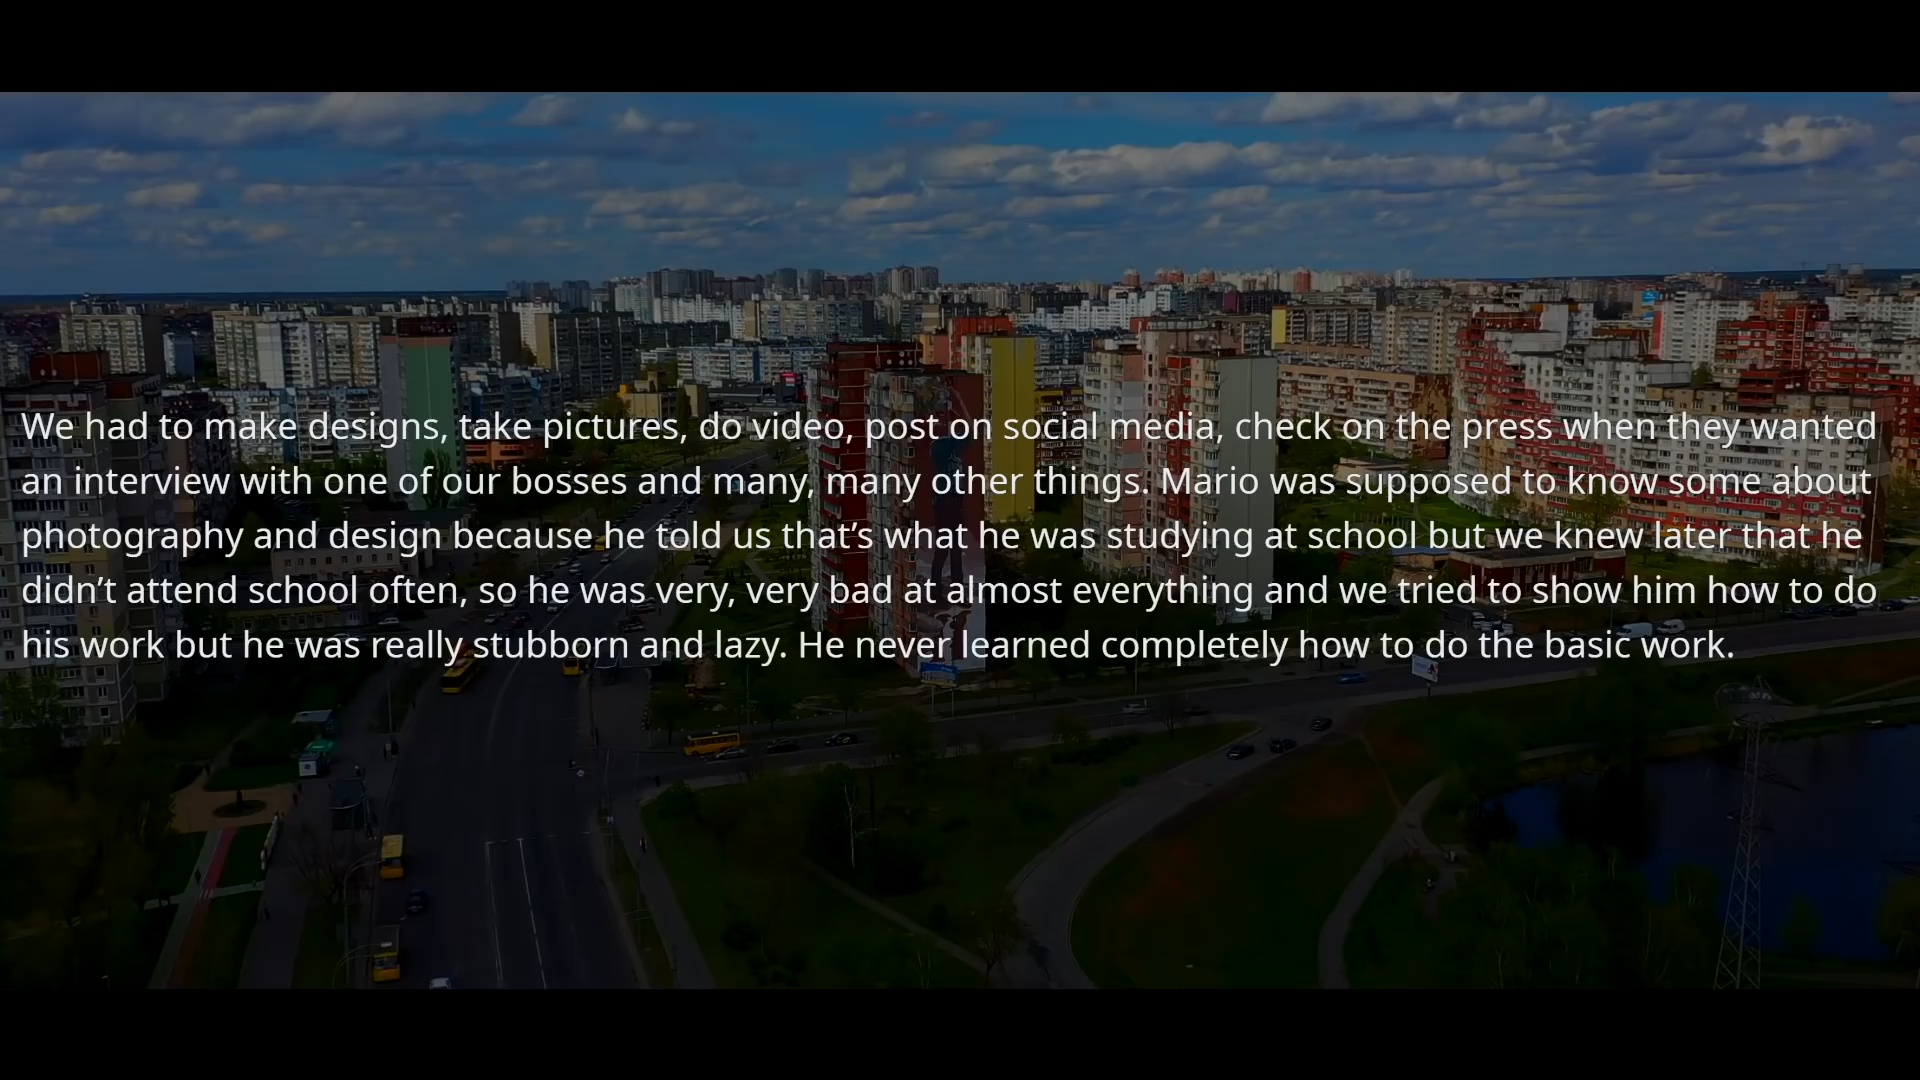 We had to make designs, take pictures, do video, post on social media, check on the press when they wanted
an interview with one of our bosses and many, many other things. Mario was supposed to know some about
photography and design because he told us that’s what he was studying at school but we knew later that he
didn’t attend school often, so he was very, very bad at almost everything and we tried to show him how to do
his work but he was really stubborn and lazy. He never learned completely how to do the basic work.